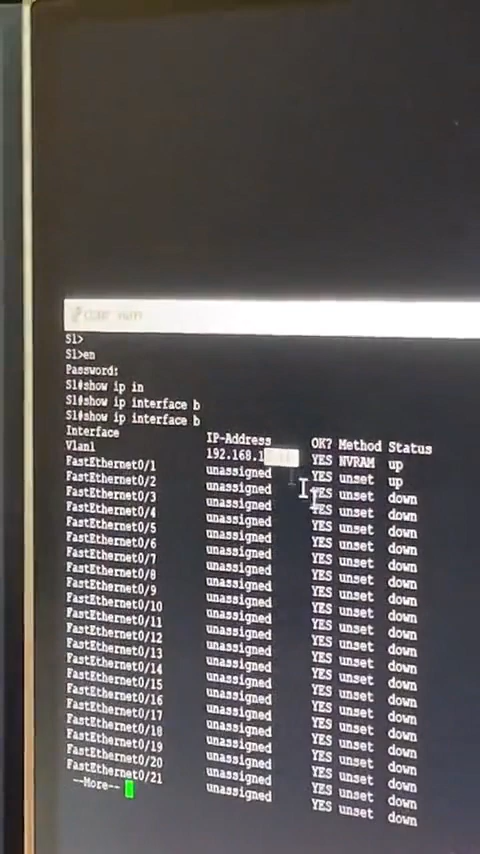 S1>
S1>en
Password:
S1#show ip in
S1#show ip interface b
S1#show ip interface b
Interface IP-Address OK? Method Status
Vlan1 192.168.1 YES NVRAM up
FastEthernet0/1 unassigned YES unset up
FastEthernet0/2 unassigned YES unset down
FastEthernet0/3 unassigned YES unset down
FastEthernet0/4 unassigned YES unset down
FastEthernet0/5 unassigned YES unset down
FastEthernet0/6 unassigned YES unset down
FastEthernet0/7 unassigned YES unset down
FastEthernet0/8 unassigned YES unset down
FastEthernet0/9 unassigned YES unset down
FastEthernet0/10 unassigned YES unset down
FastEthernet0/11 unassigned YES unset down
FastEthernet0/12 unassigned YES unset down
FastEthernet0/13 unassigned YES unset down
FastEthernet0/14 unassigned YES unset down
FastEthernet0/15 unassigned YES unset down
FastEthernet0/16 unassigned YES unset down
FastEthernet0/17 unassigned YES unset down
FastEthernet0/18 unassigned YES unset down
FastEthernet0/19 unassigned YES unset down
FastEthernet0/20 unassigned YES unset down
FastEthernet0/21 unassigned YES unset down
--More--